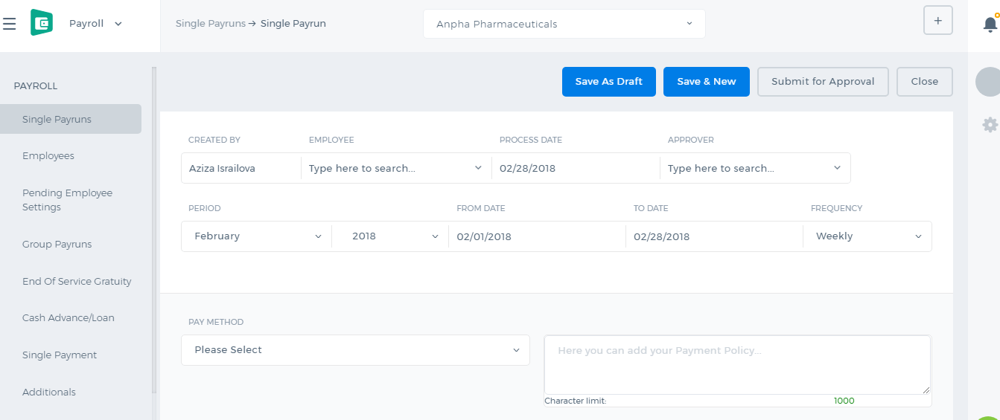 Payroll
Single Payruns → Single Payrun
Anpha Pharmaceuticals
+
PAYROLL
Single Payruns
Employees
Pending Employee
Settings
Group Payruns
End Of Service Gratuity
Cash Advance/Loan
Single Payment
Additionals
Save As Draft
Save & New
Submit for Approval
Close
CREATED BY
EMPLOYEE
PROCESS DATE
APPROVER
Aziza Israilova
Type here to search...
02/28/2018
Type here to search...
PERIOD
FROM DATE
TO DATE
FREQUENCY
February
2018
02/01/2018
02/28/2018
Weekly
PAY METHOD
Please Select
Here you can add your Payment Policy...
Character limit:
1000